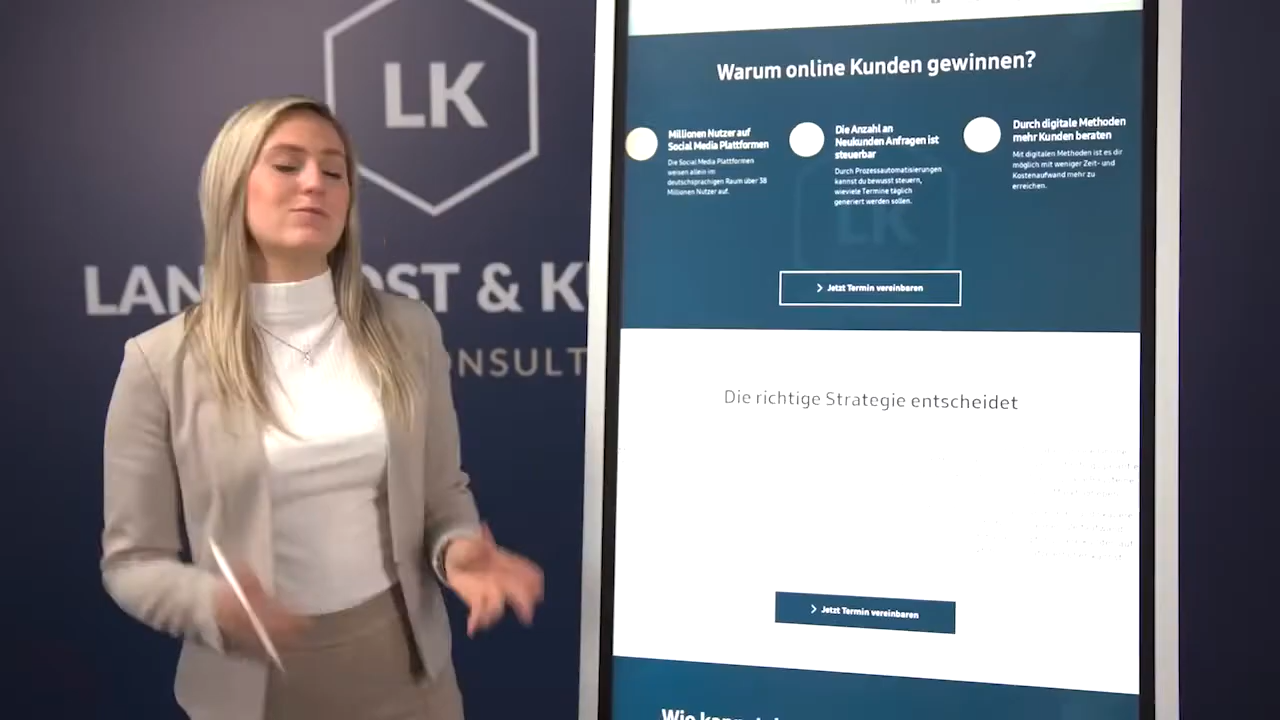 LK
LAN OST & K
ONSULT
Warum online Kunden gewinnen?
Millionen Nutzer auf
Social Media Plattformen
Die Social Media Plattformen
weisen allein im
deutschsprachigen Raum über 38
Millionen Nutzer auf.
Die Anzahl an
Neukunden Anfragen ist
steuerbar
Durch Prozessautomatisierungen
kannst du bewusst steuern,
wieviele Termine täglich
generiert werden sollen.
Durch digitale Methoden
mehr Kunden beraten
Mit digitalen Methoden ist es dir
möglich mit weniger Zeit- und
Kostenaufwand mehr zu
erreichen.
LK
> Jetzt Termin vereinbaren
Die richtige Strategie entscheidet
> Jetzt Termin vereinbaren
Wie kann